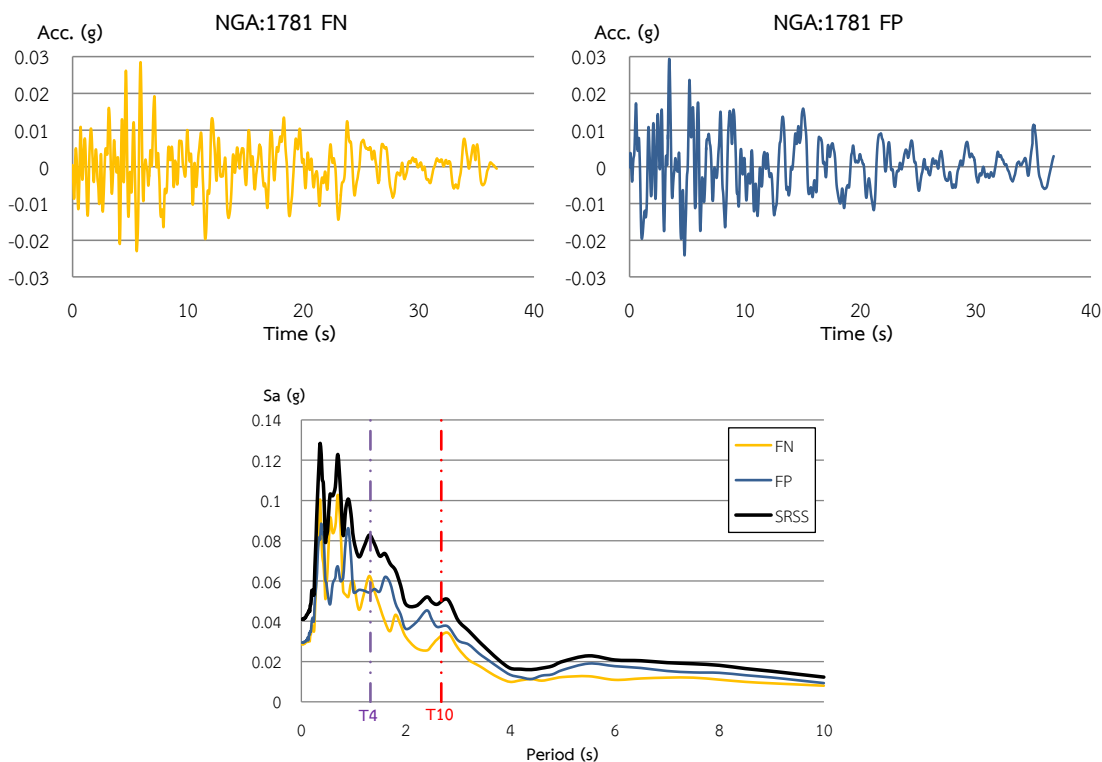 NGA:1781 FN
Acc. (g)
0.03
0.02
0.01
0
-0.01
-0.02
-0.03
0 10 20 30 40
Time (s)
NGA:1781 FP
Acc. (g)
0.03
0.02
0.01
0
-0.01
-0.02
-0.03
0 10 20 30 40
Time (s)
Sa (g)
0.14
0.12
0.1
0.08
0.06
0.04
0.02
0
FN
FP
SRSS
T4 T10
0 2 4 6 8 10
Period (s)